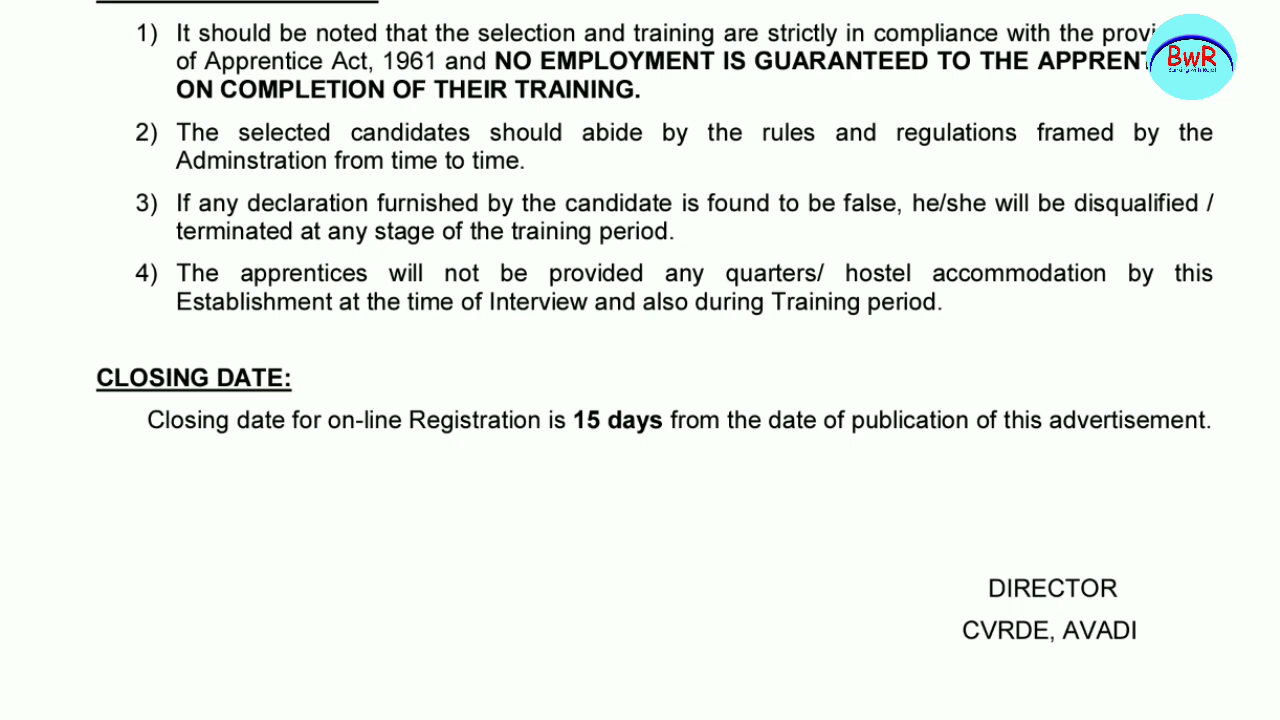 1) It should be noted that the selection and training are strictly in compliance with the
of Apprentice Act, 1961 and NO EMPLOYMENT IS GUARANTEED TO THE
ON COMPLETION OF THEIR TRAINING.
2) The selected candidates should abide by the rules and regulations framed by the
Adminstration from time to time.
3) If any declaration furnished by the candidate is found to be false, he/she will be disqualified /
terminated at any stage of the training period.
4) The apprentices will not be provided any quarters/ hostel accommodation by this
Establishment at the time of Interview and also during Training period.
CLOSING DATE:
Closing date for on-line Registration is 15 days from the date of publication of this advertisement.
DIRECTOR
CVRDE, AVADI
BwR